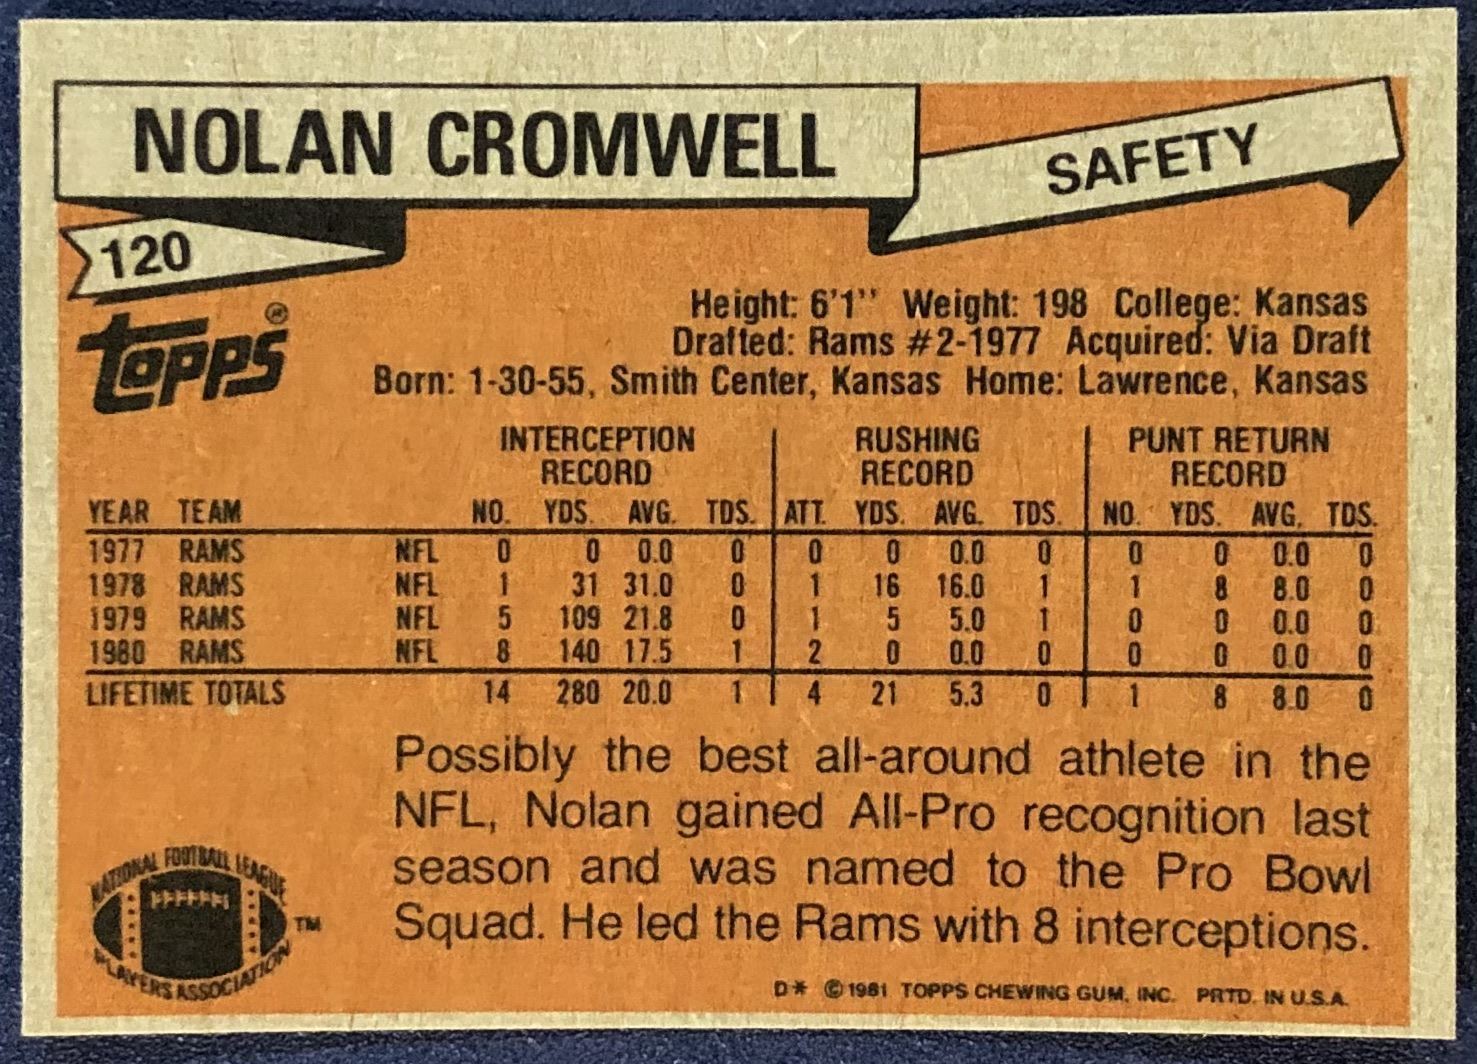 NOLAN CROMWELL
SAFETY
120
TOPPS®
Height: 6'1" Weight: 198 College: Kansas
Drafted: Rams #2-1977 Acquired: Via Draft
Born: 1-30-55, Smith Center, Kansas Home: Lawrence, Kansas
INTERCEPTION RECORD RUSHING RECORD PUNT RETURN RECORD
YEAR TEAM NO. YDS. AVG. TDS. ATT. YDS. AVG. TDS. NO. YDS. AVG. TDS.
1977 RAMS NFL 0 0 0.0 0 0 0 0.0 0 0 0 0.0 0
1978 RAMS NFL 1 31 31.0 0 1 16 16.0 1 1 8 8.0 0
1979 RAMS NFL 5 109 21.8 0 1 5 5.0 1 0 0 0.0 0
1980 RAMS NFL 8 140 17.5 1 2 0 0.0 0 0 0 0.0 0
LIFETIME TOTALS 14 280 20.0 1 4 21 5.3 0 1 8 8.0 0
Possibly the best all-around athlete in the
NFL, Nolan gained All-Pro recognition last
season and was named to the Pro Bowl
Squad. He led the Rams with 8 interceptions.
NATIONAL FOOTBALL LEAGUE
PLAYERS ASSOCIATION
TM
D* © 1981 TOPPS CHEWING GUM, INC. PRTD. IN U.S.A.